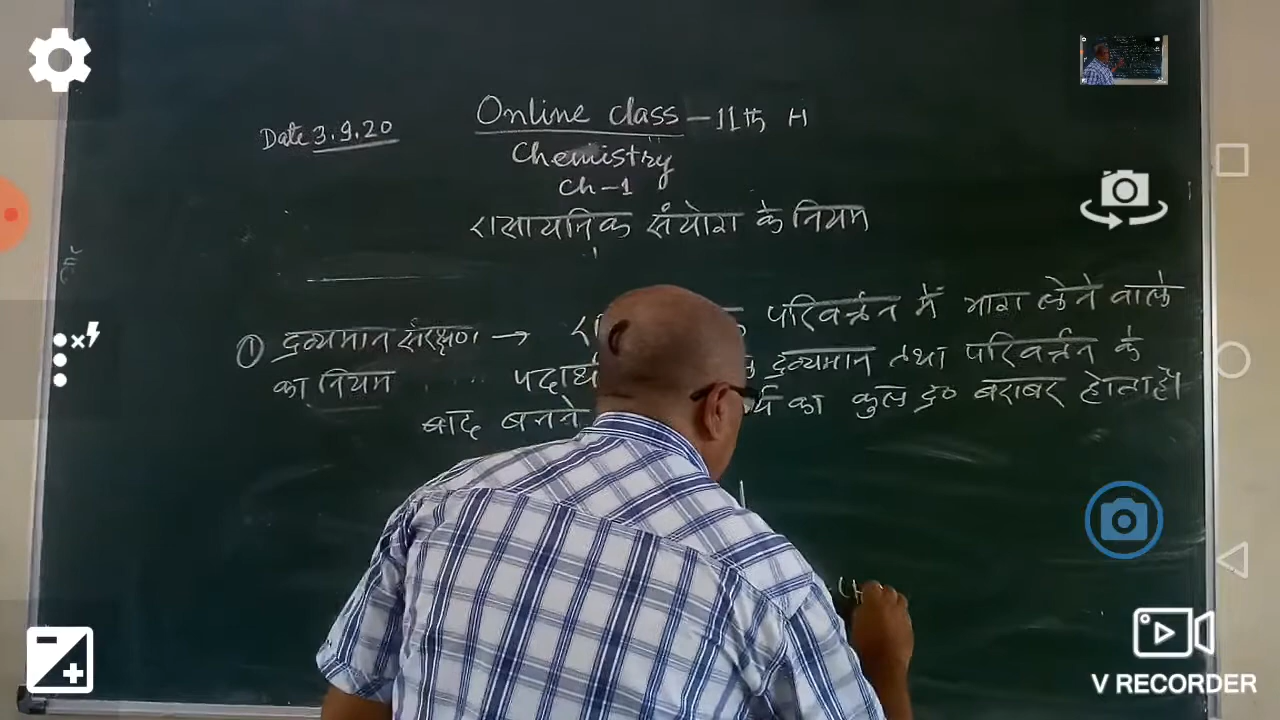 Date 3.9.20
Online class – 11th H
Chemistry
Ch-1
रासायनिक संयोग के नियम
① द्रव्यमान संरक्षण → परिवर्तन में भाग लेने वाले
का नियम द्रव्यमान तथा परिवर्तन के
बाद बनने का कुल द्र० बराबर होता है।
V RECORDER